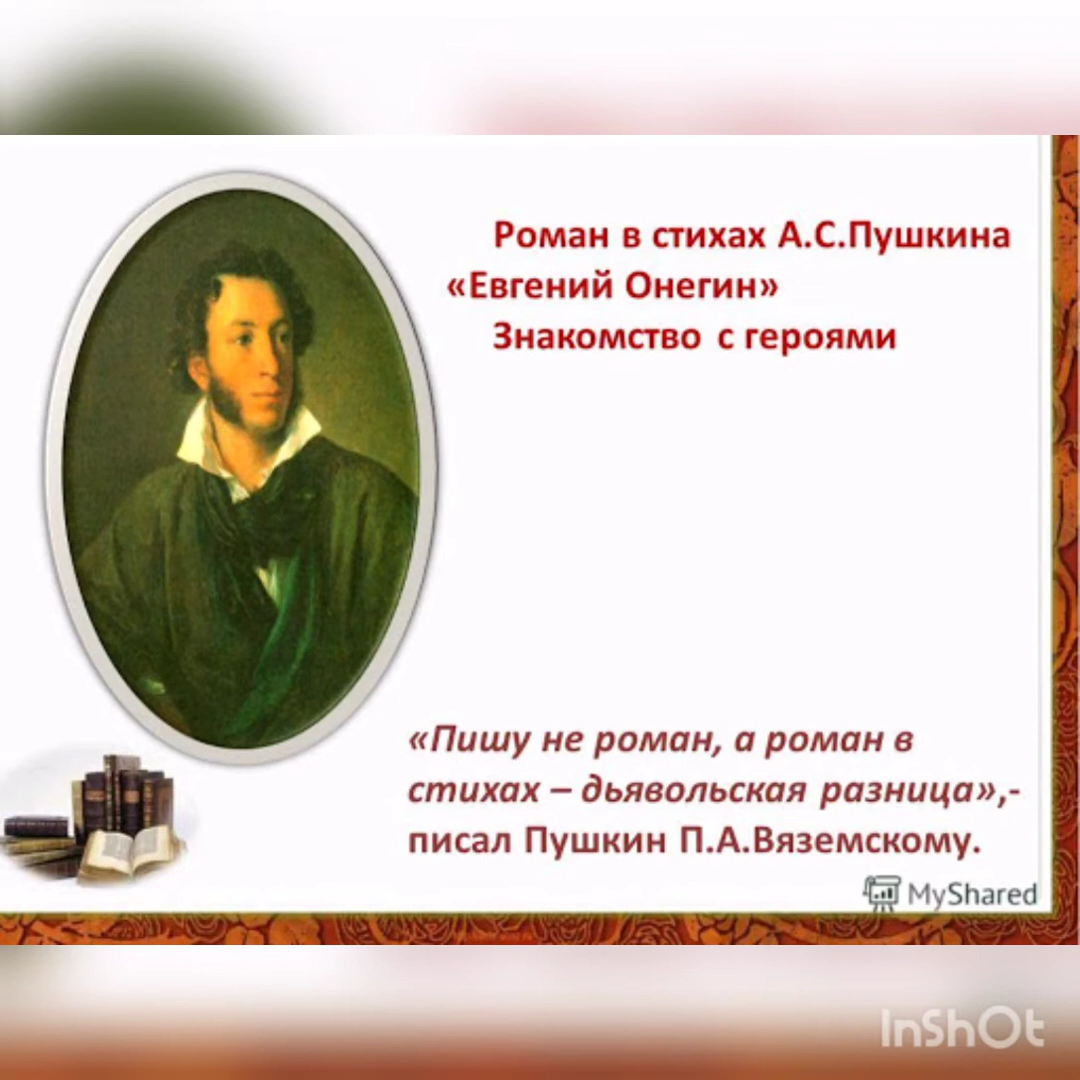 Роман в стихах А.С.Пушкина
«Евгений Онегин»
Знакомство с героями
«Пишу не роман, а роман в
стихах – дьявольская разница»,-
писал Пушкин П.А.Вяземскому.
MyShared
InShOt